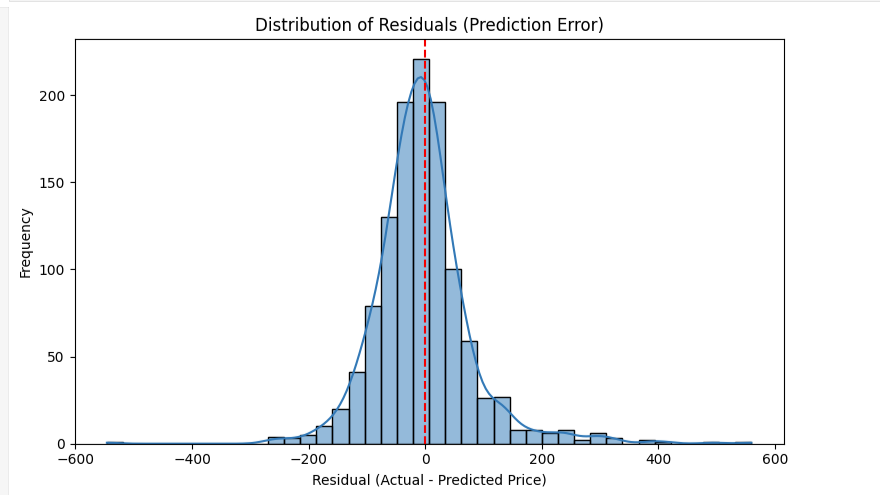 Distribution of Residuals (Prediction Error)
200
150
100
50
0
Frequency
−600 −400 −200 0 200 400 600
Residual (Actual - Predicted Price)